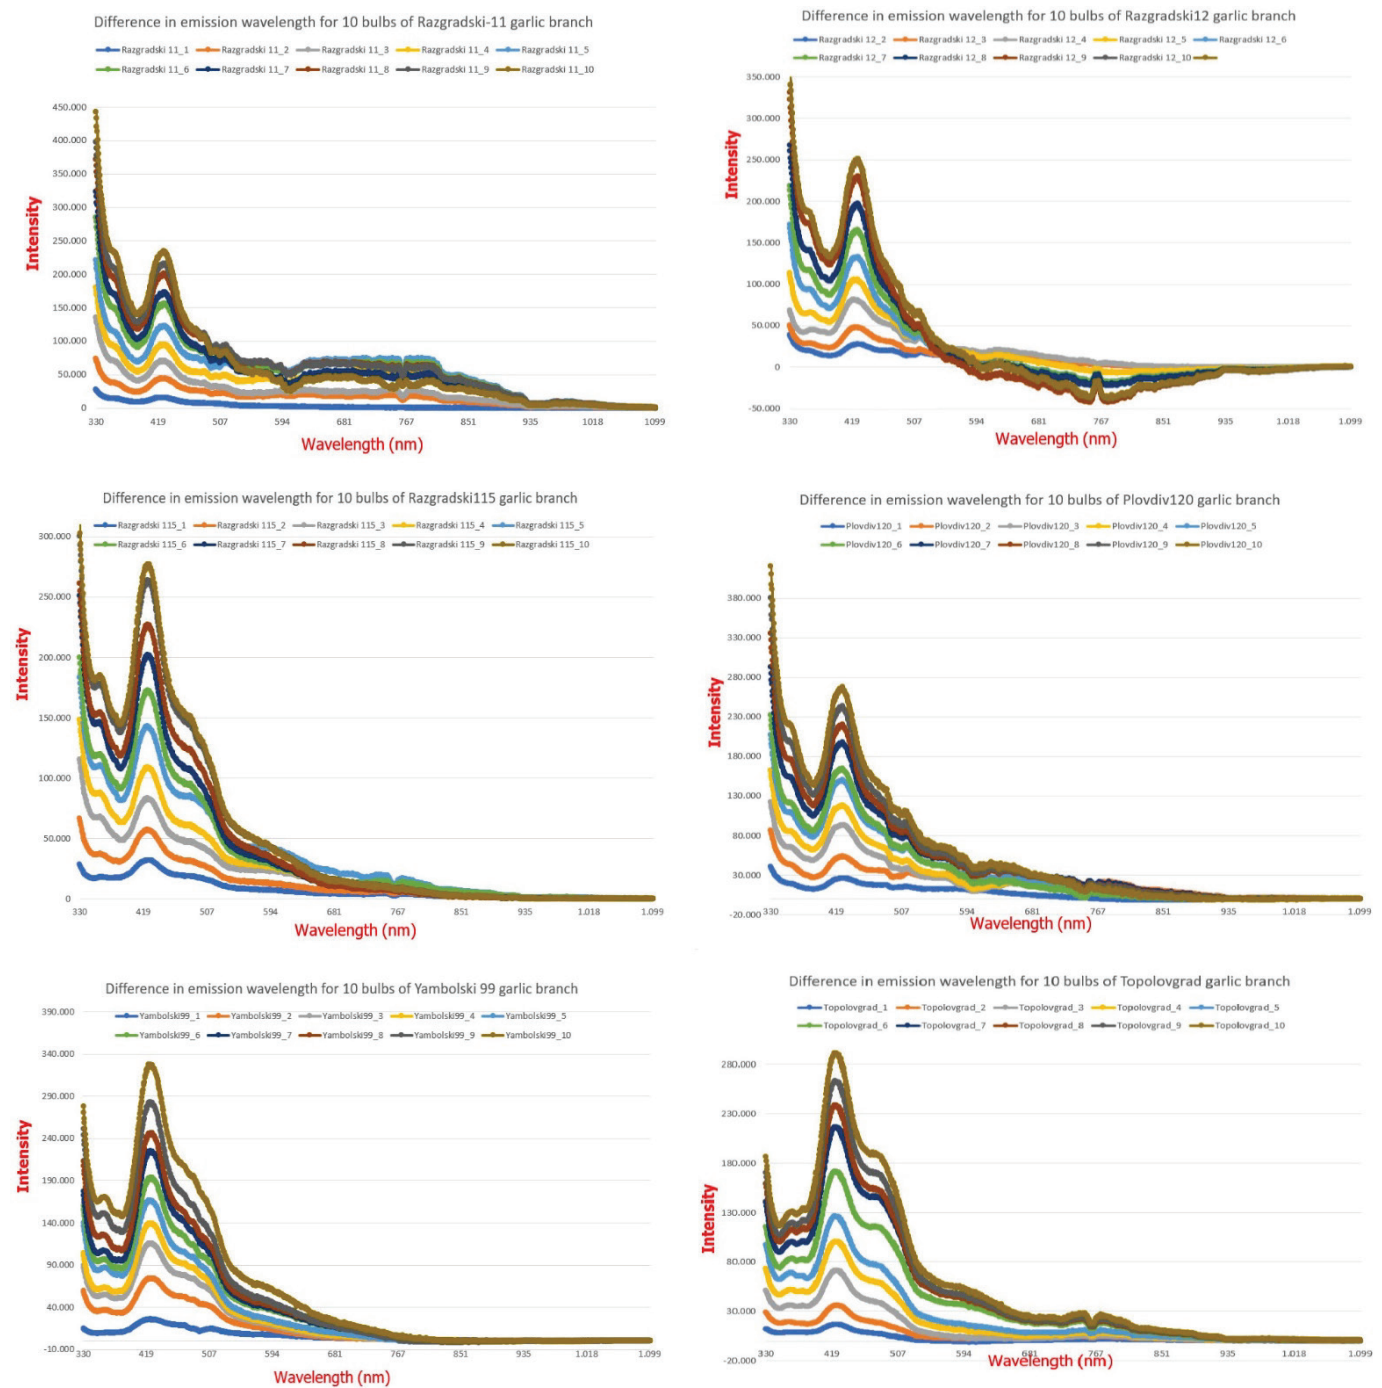 Difference in emission wavelength for 10 bulbs of Razgradski-11 garlic branch
Razgradski 11_1 Razgradski 11_2 Razgradski 11_3 Razgradski 11_4 Razgradski 11_5
Razgradski 11_6 Razgradski 11_7 Razgradski 11_8 Razgradski 11_9 Razgradski 11_10
450.000
400.000
350.000
300.000
250.000
200.000
150.000
100.000
50.000
0
Intensity
330 419 507 594 681 767 851 935 1.018 1.099
Wavelength (nm)
Difference in emission wavelength for 10 bulbs of Razgradski12 garlic branch
Razgradski 12_2 Razgradski 12_3 Razgradski 12_4 Razgradski 12_5 Razgradski 12_6
Razgradski 12_7 Razgradski 12_8 Razgradski 12_9 Razgradski 12_10
350.000
300.000
250.000
200.000
150.000
100.000
50.000
0
-50.000
Intensity
330 419 507 594 681 767 851 935 1.018 1.099
Wavelength (nm)
Difference in emission wavelength for 10 bulbs of Razgradski115 garlic branch
Razgradski 115_1 Razgradski 115_2 Razgradski 115_3 Razgradski 115_4 Razgradski 115_5
Razgradski 115_6 Razgradski 115_7 Razgradski 115_8 Razgradski 115_9 Razgradski 115_10
300.000
250.000
200.000
150.000
100.000
50.000
0
Intensity
330 419 507 594 681 767 851 935 1.018 1.099
Wavelength (nm)
Difference in emission wavelength for 10 bulbs of Plovdiv120 garlic branch
Plovdiv120_1 Plovdiv120_2 Plovdiv120_3 Plovdiv120_4 Plovdiv120_5
Plovdiv120_6 Plovdiv120_7 Plovdiv120_8 Plovdiv120_9 Plovdiv120_10
380.000
330.000
280.000
230.000
180.000
130.000
80.000
30.000
-20.000
Intensity
330 419 507 594 681 767 851 935 1.018 1.099
Wavelength (nm)
Difference in emission wavelength for 10 bulbs of Yambolski 99 garlic branch
Yambolski99_1 Yambolski99_2 Yambolski99_3 Yambolski99_4 Yambolski99_5
Yambolski99_6 Yambolski99_7 Yambolski99_8 Yambolski99_9 Yambolski99_10
390.000
340.000
290.000
240.000
190.000
140.000
90.000
40.000
-10.000
Intensity
330 419 507 594 681 767 851 935 1.018 1.099
Wavelength (nm)
Difference in emission wavelength for 10 bulbs of Topolovgrad garlic branch
Topolovgrad_1 Topolovgrad_2 Topolovgrad_3 Topolovgrad_4 Topolovgrad_5
Topolovgrad_6 Topolovgrad_7 Topolovgrad_8 Topolovgrad_9 Topolovgrad_10
280.000
230.000
180.000
130.000
80.000
30.000
-20.000
Intensity
330 419 507 594 681 767 851 935 1.018 1.099
Wavelength (nm)